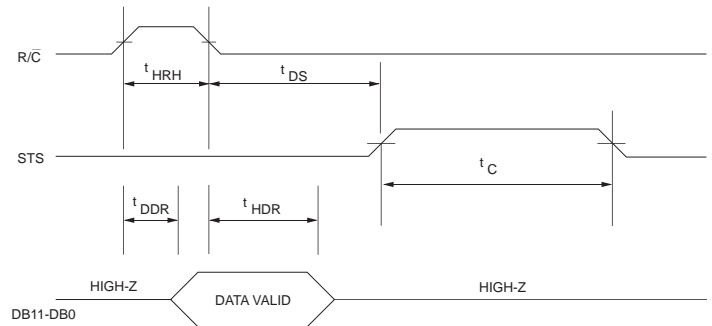 R/C̅
t HRH
t DS
STS
t C
t DDR
t HDR
HIGH-Z
DATA VALID
HIGH-Z
DB11-DB0